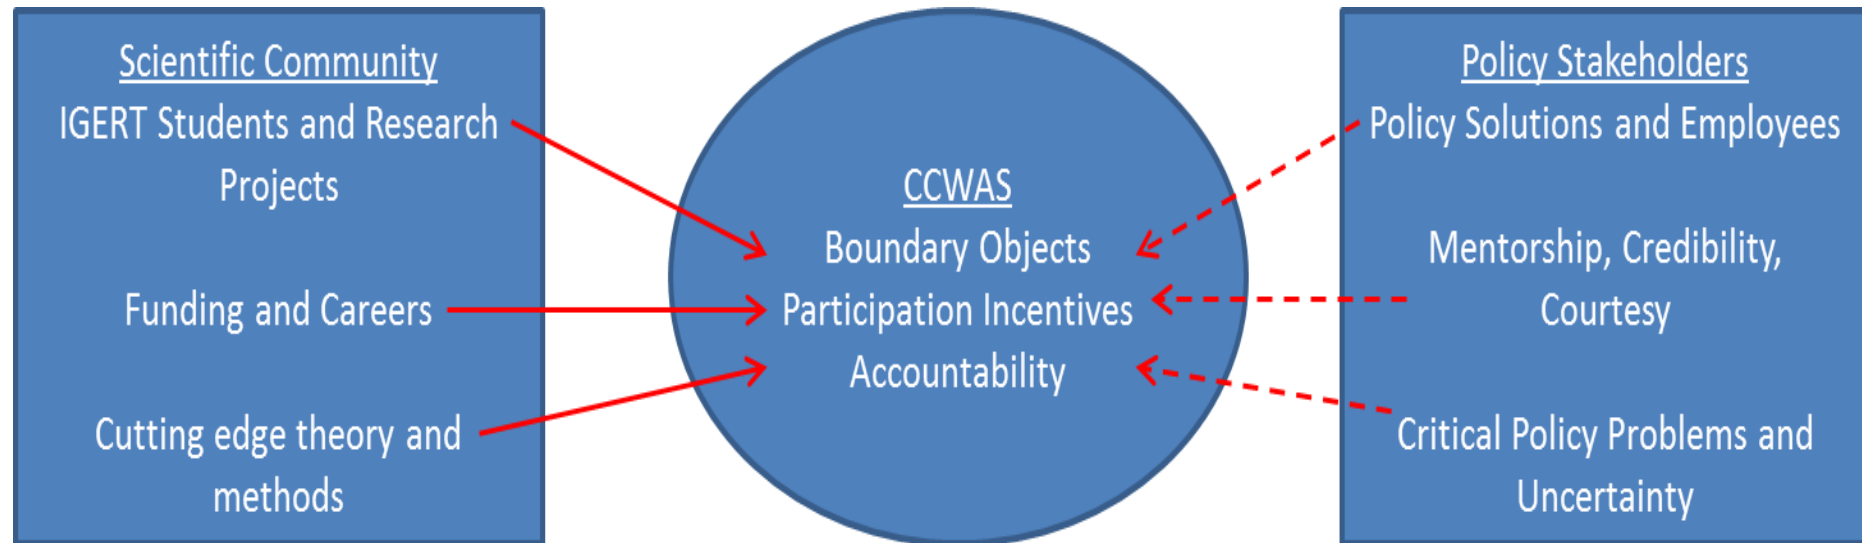 Scientific Community
IGERT Students and Research
Projects
Funding and Careers
Cutting edge theory and
methods
CCWAS
Boundary Objects
Participation Incentives
Accountability
Policy Stakeholders
Policy Solutions and Employees
Mentorship, Credibility,
Courtesy
Critical Policy Problems and
Uncertainty